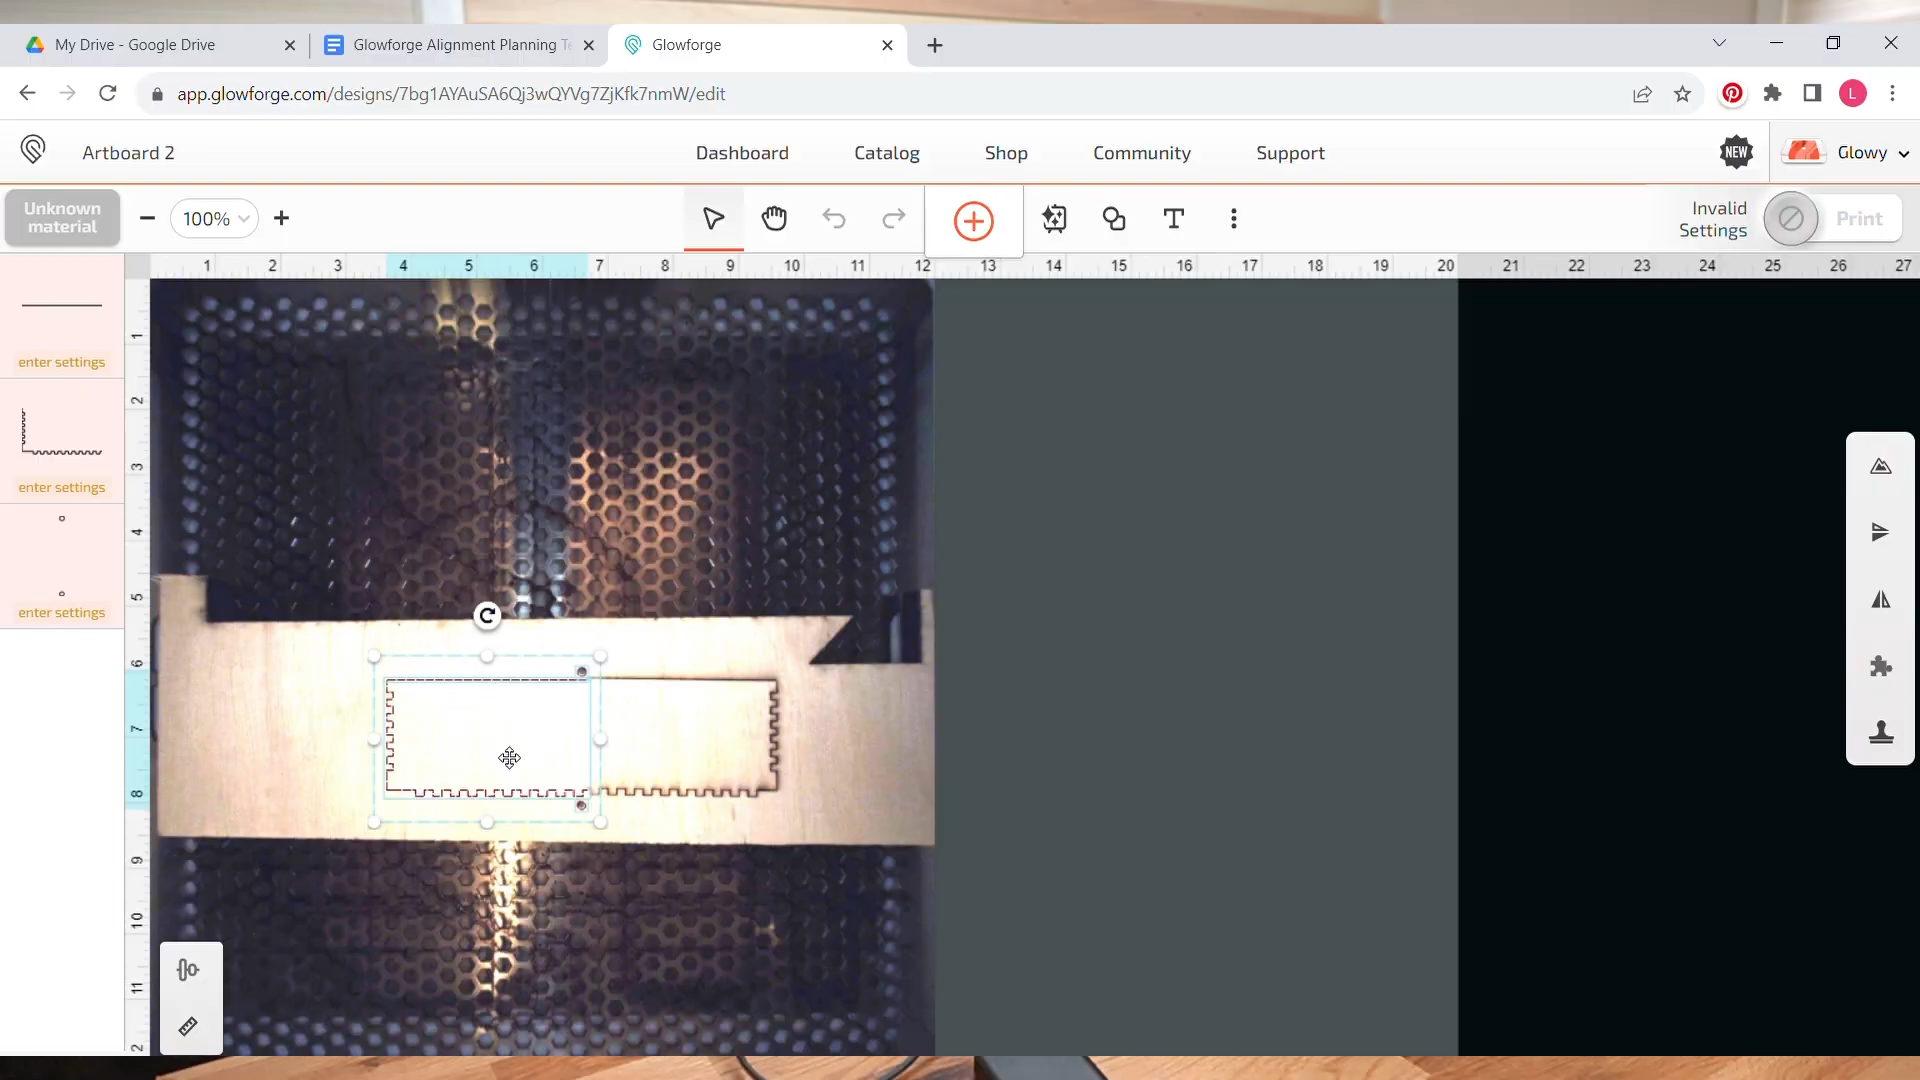 My Drive - Google Drive
Glowforge Alignment Planning Te
Glowforge
app.glowforge.com/designs/7bg1AYAuSA6Qj3wQYVg7ZjKfk7nmW/edit
L
Artboard 2
Dashboard
Catalog
Shop
Community
Support
NEW
Glowy
Unknown
material
100%
T
Invalid
Settings
Print
1 2 3 4 5 6 7 8 9 10 11 12 13 14 15 16 17 18 19 20 21 22 23 24 25 26 27
1
2
3
4
5
6
7
8
9
10
11
2
enter settings
enter settings
enter settings